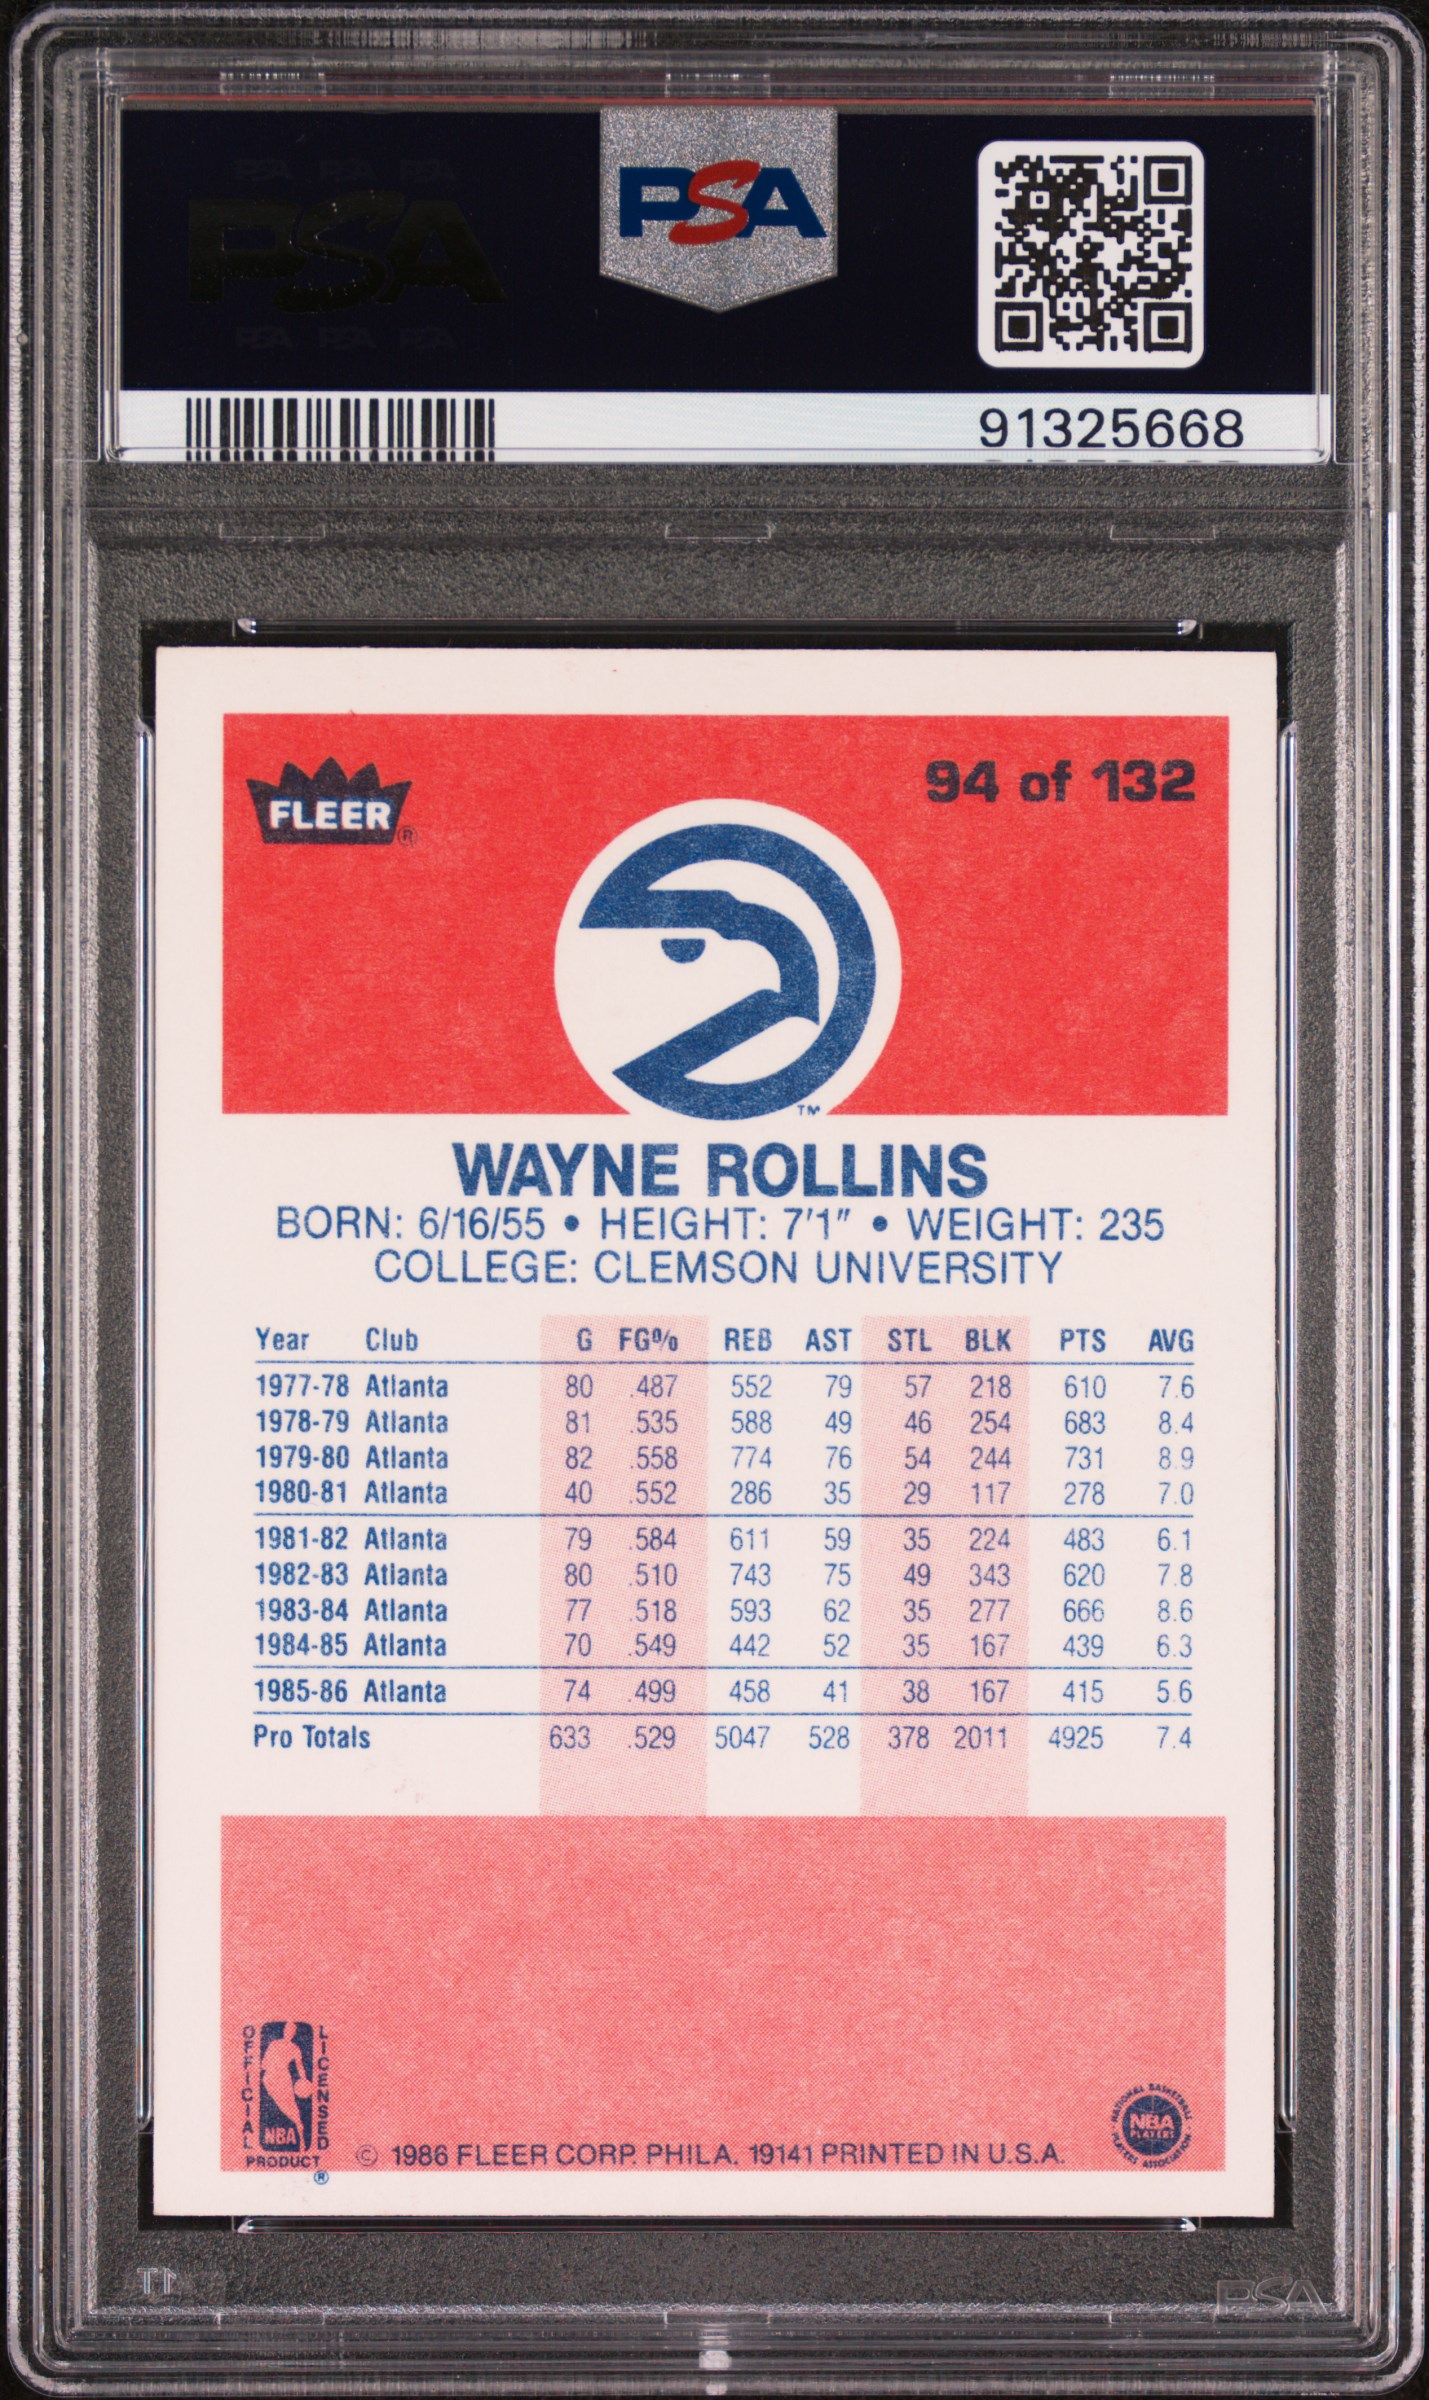 PSA PSA PSA
PSA
PSA PSA PSA
PSA
91325668
FLEER®
94 of 132
TM
WAYNE ROLLINS
BORN: 6/16/55 • HEIGHT: 7'1" • WEIGHT: 235
COLLEGE: CLEMSON UNIVERSITY
Year Club G FG% REB AST STL BLK PTS AVG
1977-78 Atlanta 80 .487 552 79 57 218 610 7.6
1978-79 Atlanta 81 .535 588 49 46 254 683 8.4
1979-80 Atlanta 82 .558 774 76 54 244 731 8.9
1980-81 Atlanta 40 .552 286 35 29 117 278 7.0
1981-82 Atlanta 79 .584 611 59 35 224 483 6.1
1982-83 Atlanta 80 .510 743 75 49 343 620 7.8
1983-84 Atlanta 77 .518 593 62 35 277 666 8.6
1984-85 Atlanta 70 .549 442 52 35 167 439 6.3
1985-86 Atlanta 74 .499 458 41 38 167 415 5.6
Pro Totals 633 .529 5047 528 378 2011 4925 7.4
OFFICIAL LICENSED
NBA
PRODUCT
®
© 1986 FLEER CORP. PHILA. 19141 PRINTED IN U.S.A.
NATIONAL BASKETBALL
NBA
PLAYERS
PLAYERS ASSOCIATION
PSA